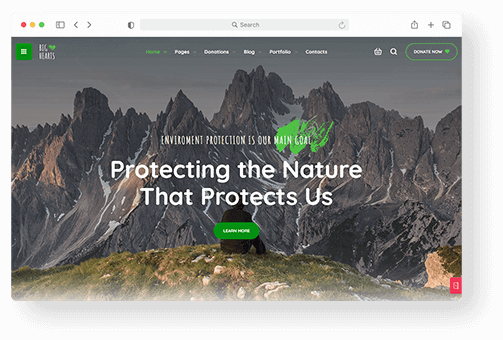 Search
BIG
HEARTS
Home
Pages
Donations
Blog
Portfolio
Contacts
DONATE NOW
ENVIROMENT PROTECTION IS OUR MAIN GOAL
Protecting the Nature
That Protects Us
LEARN MORE